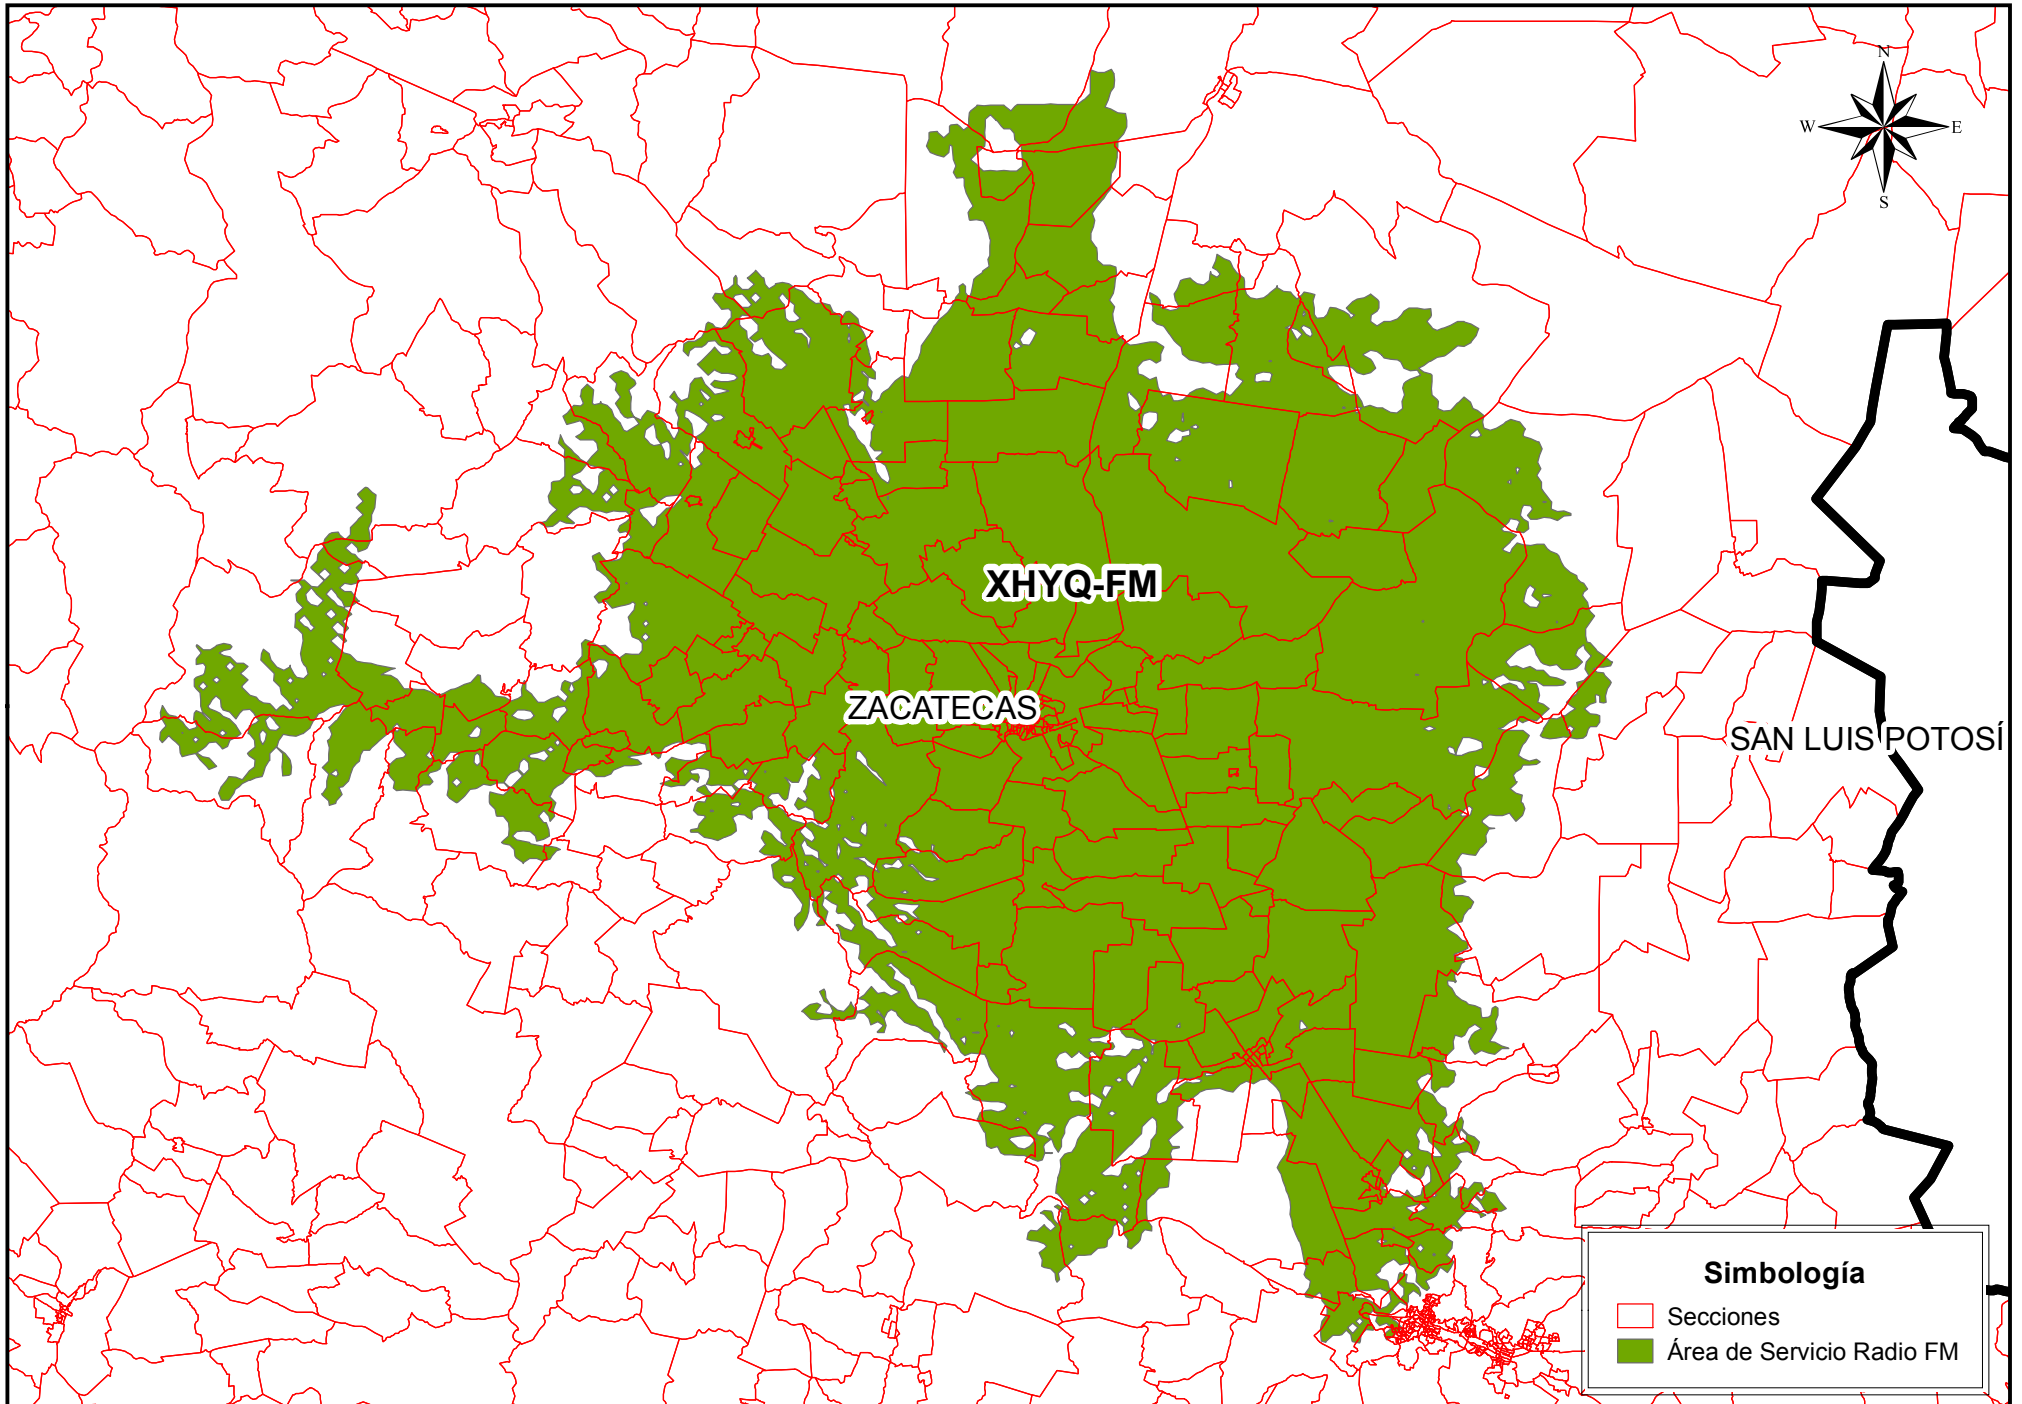 N
W E
S
XHYQ-FM
ZACATECAS
SAN LUIS POTOSÍ
Simbología
Secciones
Área de Servicio Radio FM